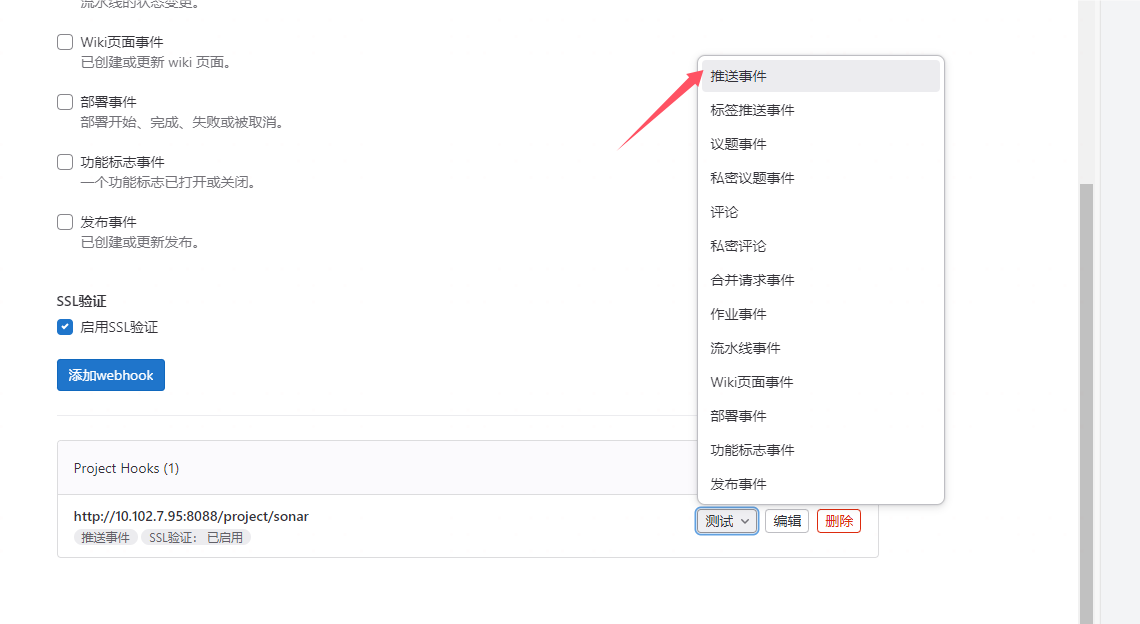 流水线的状态变更。
Wiki页面事件
已创建或更新 wiki 页面。
部署事件
部署开始、完成、失败或被取消。
功能标志事件
一个功能标志已打开或关闭。
发布事件
已创建或更新发布。
SSL验证
启用SSL验证
添加webhook
Project Hooks (1)
http://10.102.7.95:8088/project/sonar
推送事件 SSL验证： 已启用
推送事件
标签推送事件
议题事件
私密议题事件
评论
私密评论
合并请求事件
作业事件
流水线事件
Wiki页面事件
部署事件
功能标志事件
发布事件
测试 编辑 删除